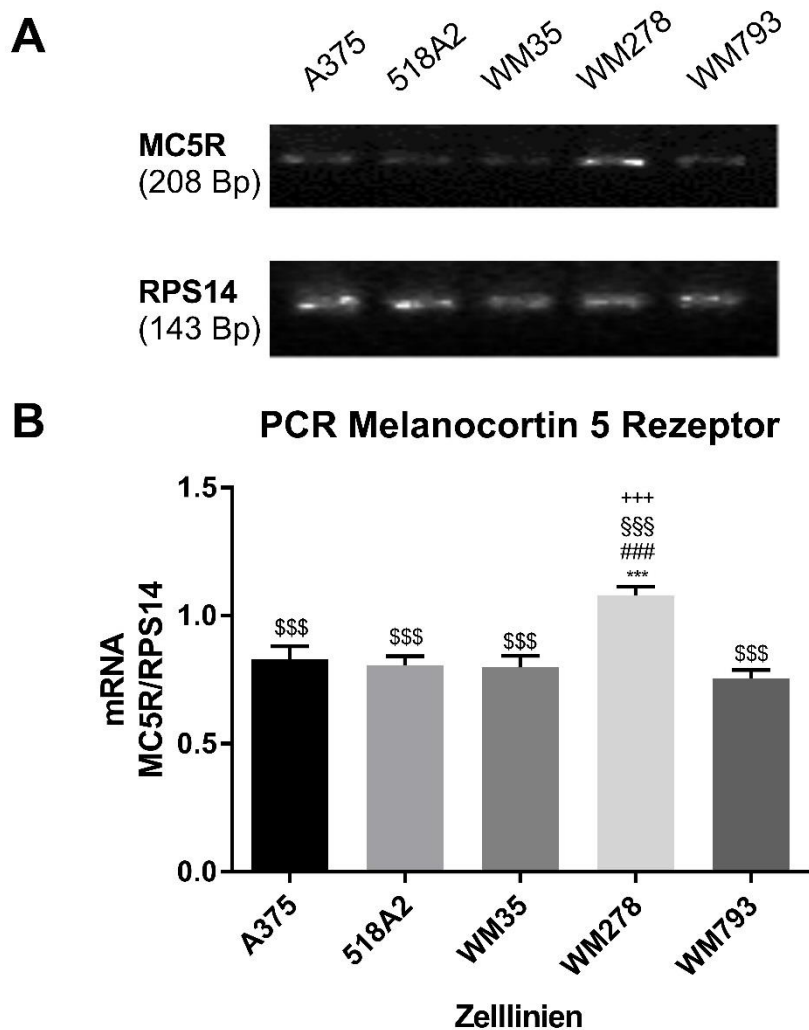 A
A375 518A2 WM35 WM278 WM793
MC5R
(208 Bp)
RPS14
(143 Bp)
B
PCR Melanocortin 5 Rezeptor
mRNA
MC5R/RPS14
1.5
1.0
0.5
0.0
+++
§§§
###
***
$$$ $$$ $$$ $$$
A375 518A2 WM35 WM278 WM793
Zelllinien